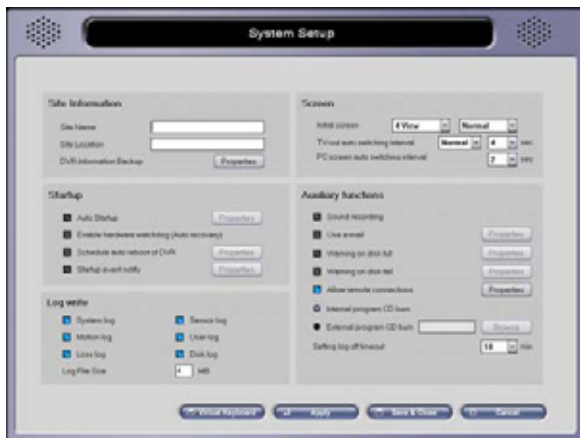 System Setup
Site Information
Site Name
Site Location
DVR Information Backup Properties
Screen
Initial screen 4 View Normal
TV-out auto switching interval Normal 4 sec
PC screen auto switching interval 2 sec
Startup
Auto Startup Properties
Enable hardware watchdog (Auto recovery)
Schedule auto reboot of DVR Properties
Startup event notify Properties
Auxiliary functions
Sound recording
Use e-mail Properties
Warning on disk full Properties
Warning on disk fail Properties
Allow remote connections Properties
Internal program CD burn
External program CD burn Browse
Setting log off timeout 10 min
Log write
System log Sensor log
Motion log User log
Loss log Disk log
Log File Size 4 MB
Virtual Keyboard Apply Save & Close Cancel